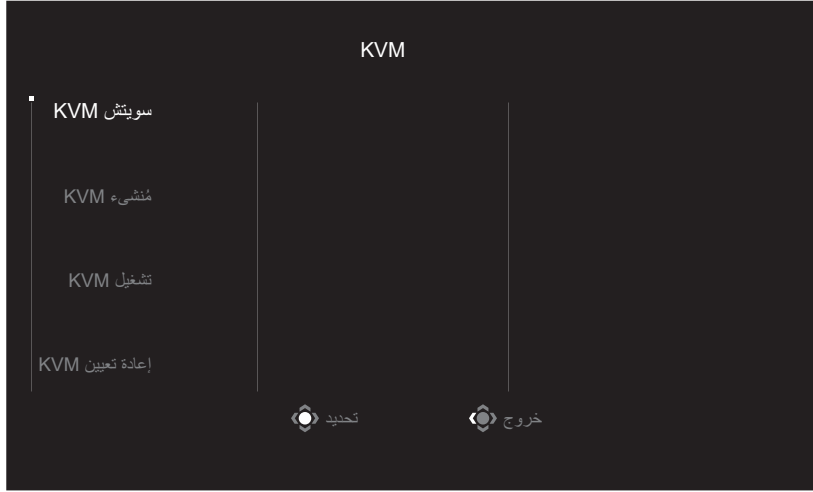 KVM
سويتش KVM
مُنشىء KVM
تشغيل KVM
إعادة تعيين KVM
تحديد
خروج